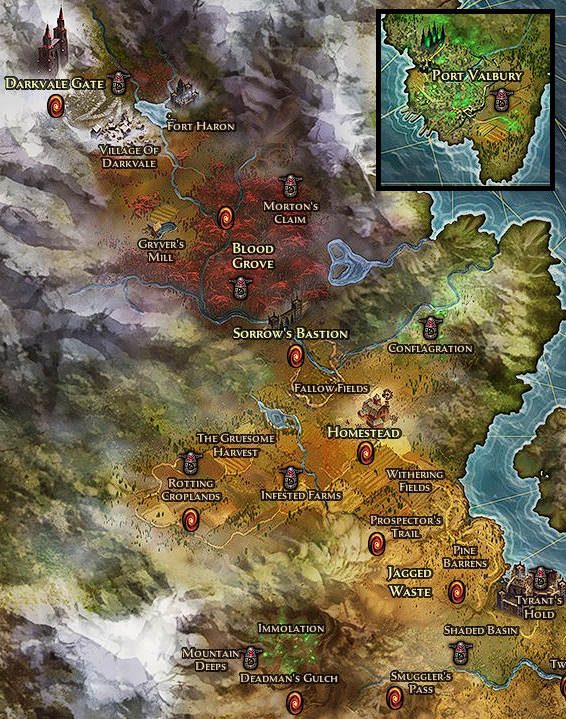 Darkvale Gate
Port Valbury
Fort Haron
Village Of
Darkvale
Morton's
Claim
Gryver's
Mill
Blood
Grove
Sorrow's Bastion
Conflagration
Fallow Fields
Homestead
The Gruesome
Harvest
Withering
Fields
Rotting
Croplands
Infested Farms
Prospector's
Trail
Pine
Barrens
Jagged
Waste
Tyrant's
Hold
Immolation
Shaded Basin
Mountain
Deeps
Deadman's Gulch
Smuggler's
Pass
Tw